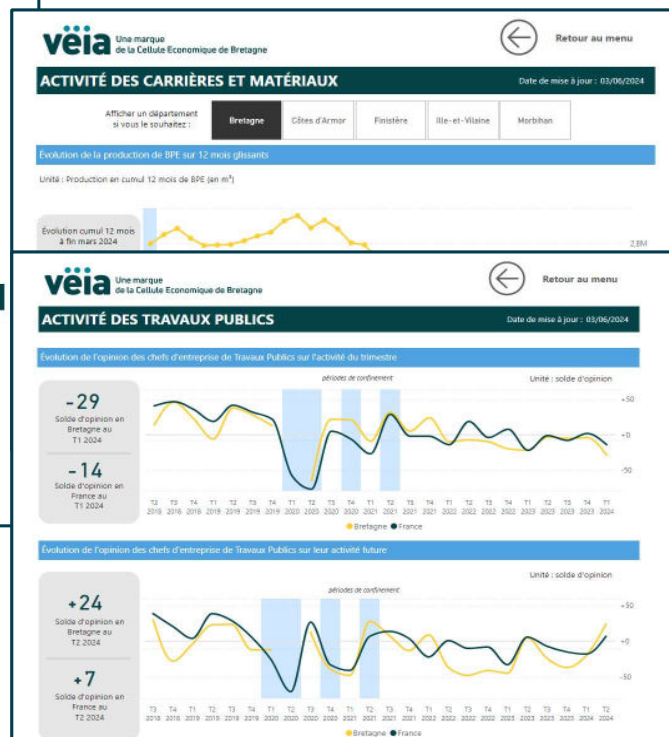 vëia Une marque
de la Cellule Economique de Bretagne
Retour au menu
ACTIVITÉ DES CARRIÈRES ET MATÉRIAUX
Date de mise à jour : 03/06/2024
Afficher un département
si vous le souhaitez :
Bretagne
Côtes d'Armor
Finistère
Ille-et-Vilaine
Morbihan
Évolution de la production de BPE sur 12 mois glissants
Unité : Production en cumul 12 mois de BPE (en m³)
Évolution cumul 12 mois
à fin mars 2024
2,8M
vëia Une marque
de la Cellule Economique de Bretagne
Retour au menu
ACTIVITÉ DES TRAVAUX PUBLICS
Date de mise à jour : 03/06/2024
Évolution de l'opinion des chefs d'entreprise de Travaux Publics sur l'activité du trimestre
périodes de confinement
Unité : solde d'opinion
-29
Solde d'opinion en
Bretagne au
T1 2024
-14
Solde d'opinion en
France au
T1 2024
+50
+0
-50
T2 T3 T4 T1 T2 T3 T4 T1 T2 T3 T4 T1 T2 T3 T4 T1 T2 T3 T4 T1 T2 T3 T4 T1
2018 2018 2018 2019 2019 2019 2019 2020 2020 2020 2020 2021 2021 2021 2021 2022 2022 2022 2022 2023 2023 2023 2023 2024
Bretagne France
Évolution de l'opinion des chefs d'entreprise de Travaux Publics sur leur activité future
périodes de confinement
Unité : solde d'opinion
+24
Solde d'opinion en
Bretagne au
T2 2024
+7
Solde d'opinion en
France au
T2 2024
+50
+0
-50
T3 T4 T1 T2 T3 T4 T1 T2 T3 T4 T1 T2 T3 T4 T1 T2 T3 T4 T1 T2 T3 T4 T1 T2
2018 2018 2019 2019 2019 2019 2020 2020 2020 2020 2021 2021 2021 2021 2022 2022 2022 2022 2023 2023 2023 2023 2024 2024
Bretagne France